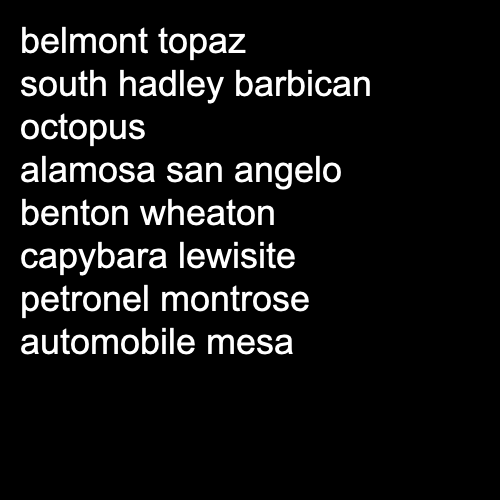 belmont topaz
south hadley barbican
octopus
alamosa san angelo
benton wheaton
capybara lewisite
petronel montrose
automobile mesa